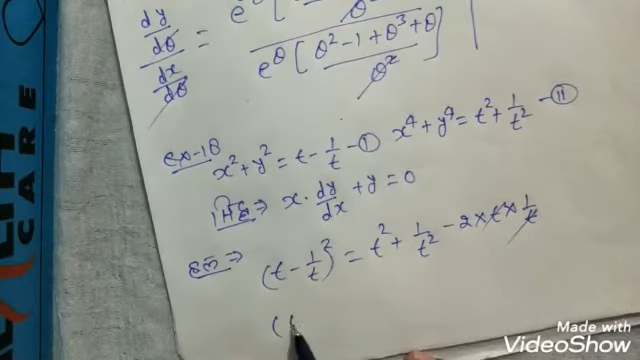 dy/dθ / dx/dθ = e^θ [ / e^θ [ θ² - 1 + θ³ + θ / θ² ]
ex-18 x² + y² = t - 1/t -① x⁴ + y⁴ = t² + 1/t² -⑪
⇒ x · dy/dx + y = 0
⇒ (t - 1/t)² = t² + 1/t² - 2 × t × 1/t
(
CARE
Made with
VideoShow